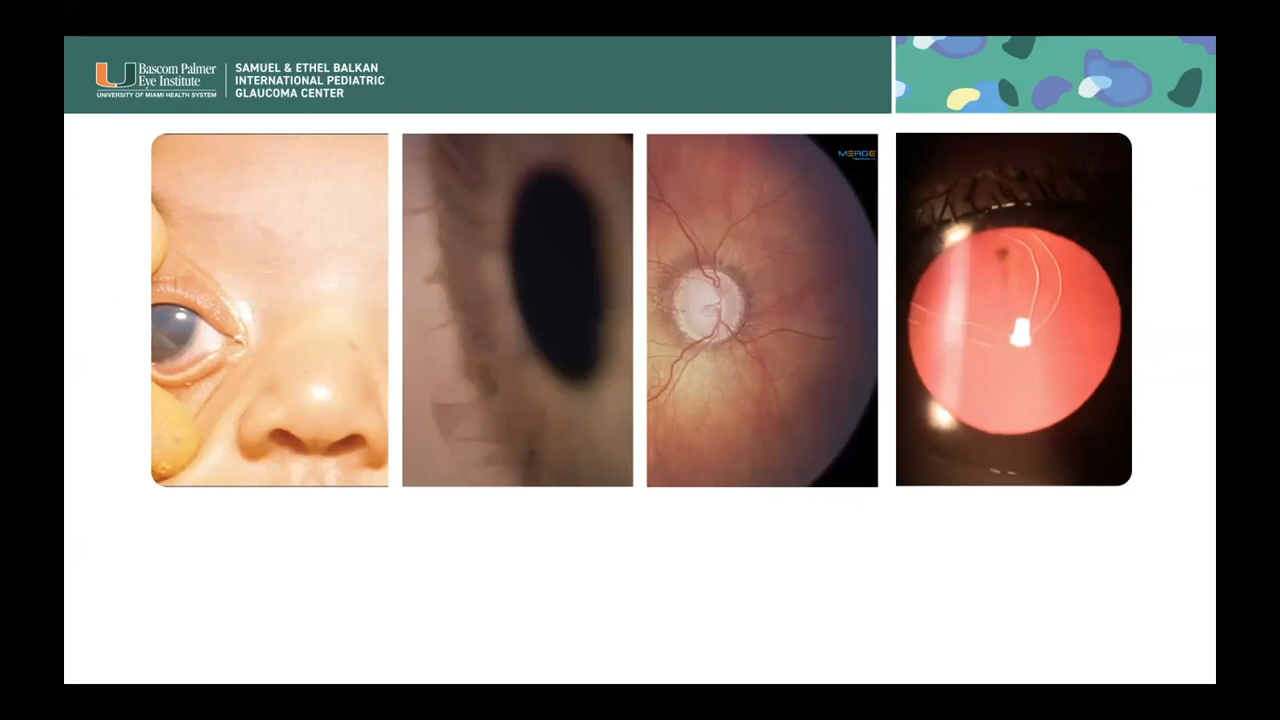 Bascom Palmer
Eye Institute
UNIVERSITY OF MIAMI HEALTH SYSTEM
SAMUEL & ETHEL BALKAN
INTERNATIONAL PEDIATRIC
GLAUCOMA CENTER
MERGE